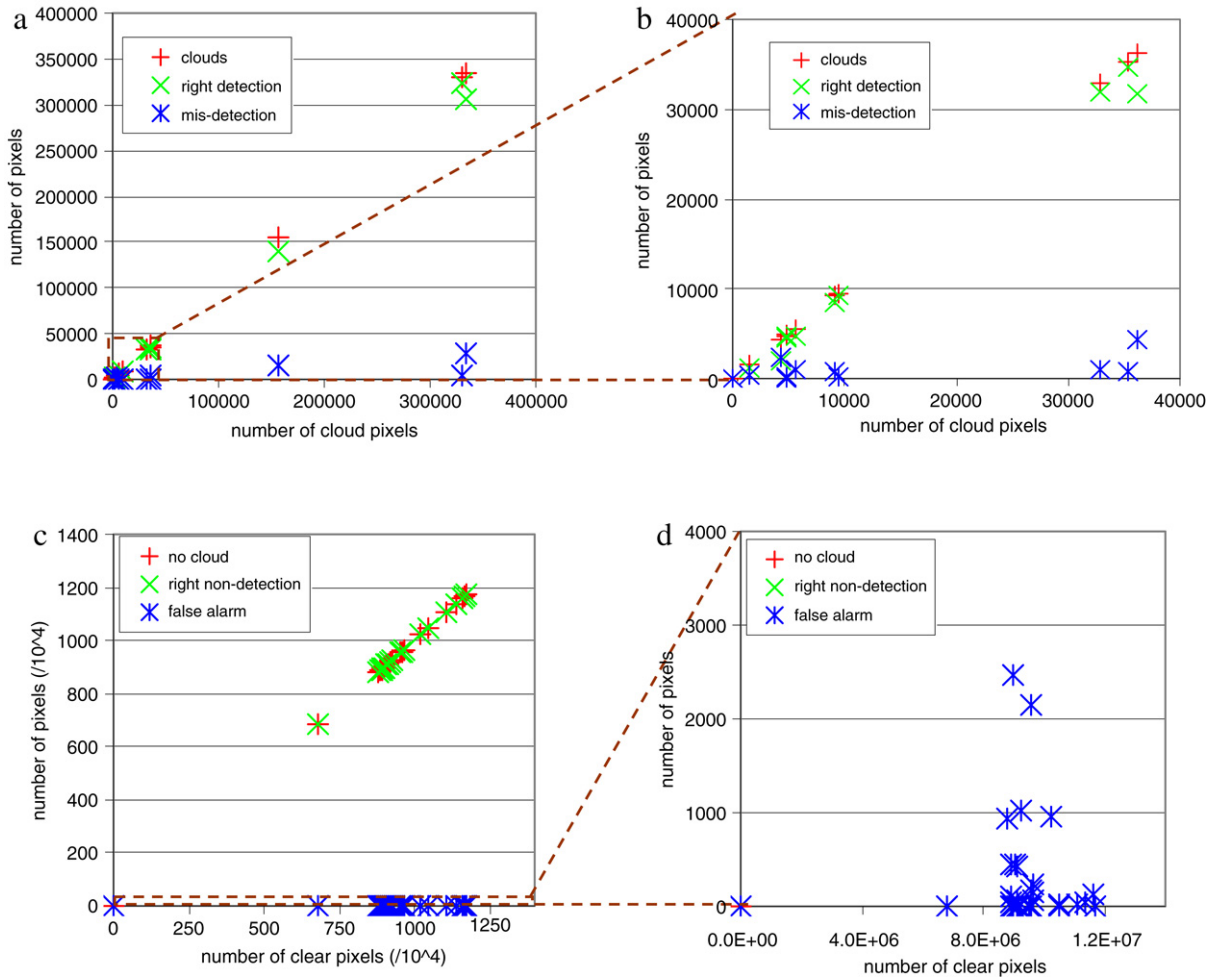 a
400000
350000
300000
250000
200000
150000
100000
50000
0
number of pixels
clouds
right detection
mis-detection
0 100000 200000 300000 400000
number of cloud pixels
b
40000
30000
20000
10000
0
number of pixels
clouds
right detection
mis-detection
0 10000 20000 30000 40000
number of cloud pixels
c
1400
1200
1000
800
600
400
200
0
number of pixels (/10^4)
no cloud
right non-detection
false alarm
0 250 500 750 1000 1250
number of clear pixels (/10^4)
d
4000
3000
2000
1000
0
number of pixels
no cloud
right non-detection
false alarm
0.0E+00 4.0E+06 8.0E+06 1.2E+07
number of clear pixels